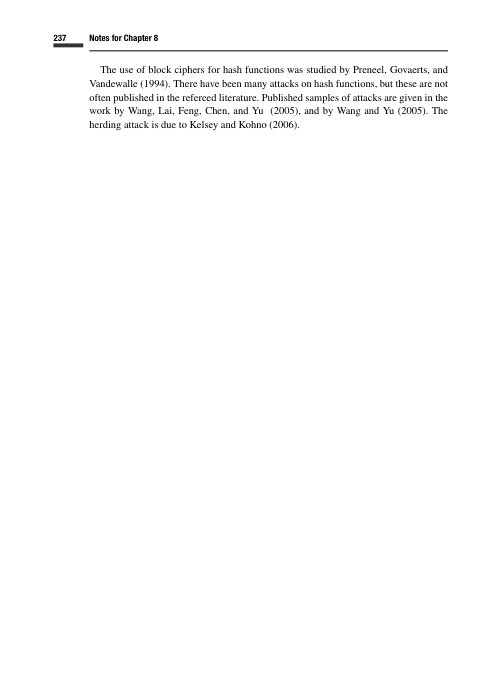 237 Notes for Chapter 8
The use of block ciphers for hash functions was studied by Preneel, Govaerts, and
Vandewalle (1994). There have been many attacks on hash functions, but these are not
often published in the refereed literature. Published samples of attacks are given in the
work by Wang, Lai, Feng, Chen, and Yu (2005), and by Wang and Yu (2005). The
herding attack is due to Kelsey and Kohno (2006).